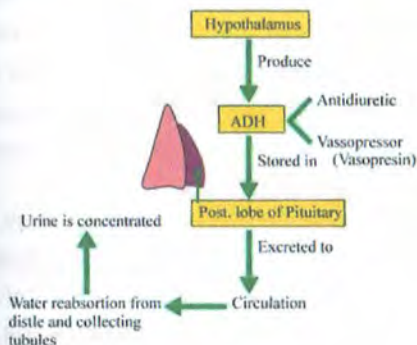 Hypothalamus
Produce
ADH
Antidiuretic
Vassopressor
(Vasopresin)
Stored in
Post. lobe of Pituitary
Excreted to
Circulation
Water reabsortion from
distle and collecting
tubules
Urine is concentrated